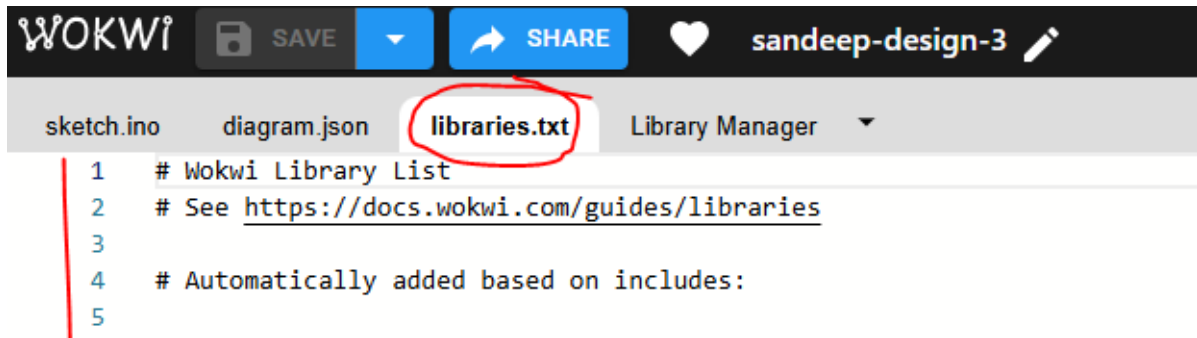 WOKWI SAVE SHARE sandeep-design-3
sketch.ino diagram.json libraries.txt Library Manager
1 # Wokwi Library List
2 # See https://docs.wokwi.com/guides/libraries
3
4 # Automatically added based on includes:
5